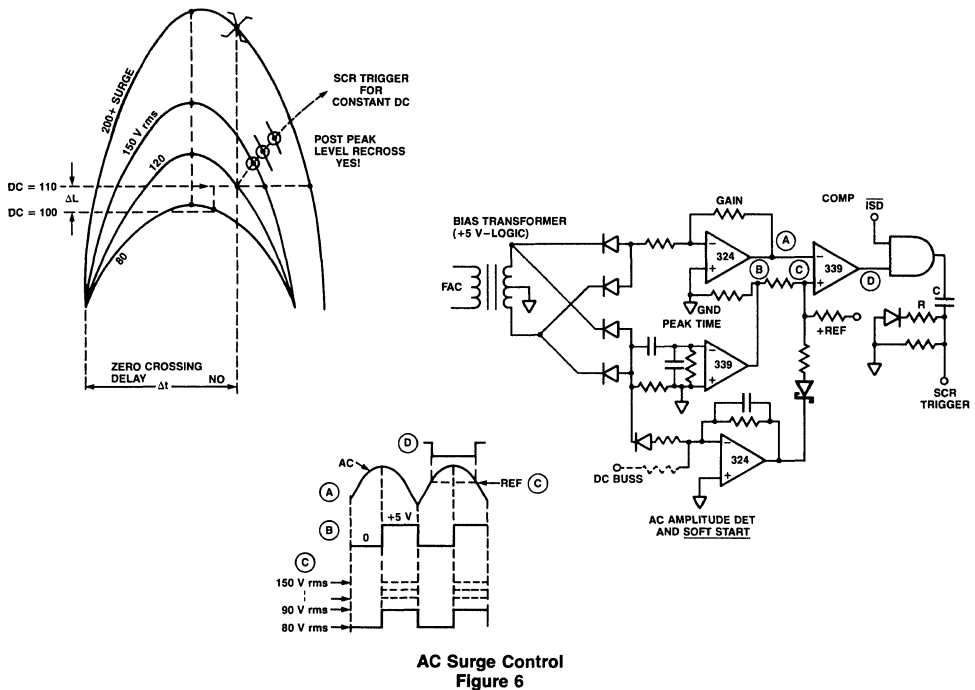 200+ SURGE
150 V rms
120
80
SCR TRIGGER
FOR
CONSTANT DC
POST PEAK
LEVEL RECROSS
YES!
DC = 110
ΔL
DC = 100
ZERO CROSSING
DELAY
Δt
NO
BIAS TRANSFORMER
(+5 V-LOGIC)
FAC
GAIN
324
A
B
C
GND
PEAK TIME
339
COMP
ISD
339
D
+REF
C
R
SCR
TRIGGER
324
DC BUSS
AC AMPLITUDE DET
AND SOFT START
D
AC
A
REF C
B
0
+5 V
C
150 V rms
90 V rms
80 V rms
AC Surge Control
Figure 6